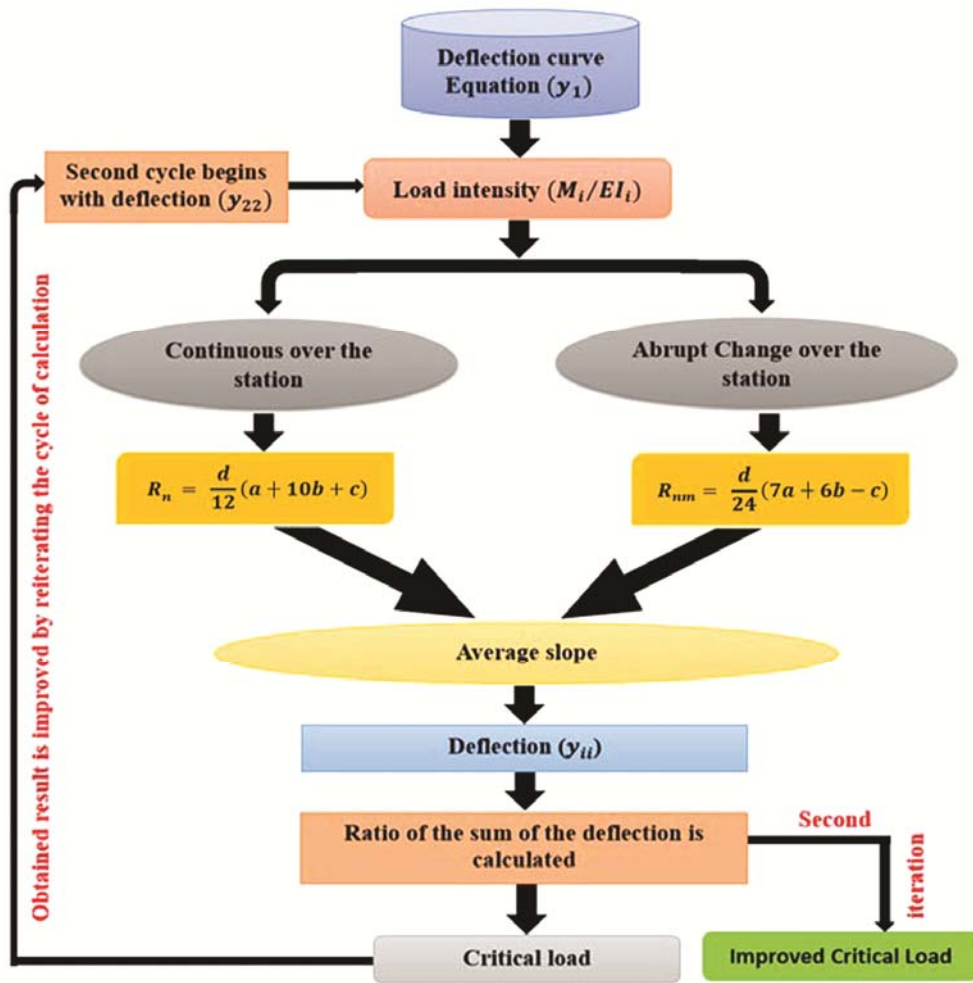 Deflection curve
Equation (y₁)
Second cycle begins
with deflection (y₂₂)
Load intensity (Mᵢ/EIᵢ)
Continuous over the
station
Abrupt Change over the
station
Rₙ = d/12 (a + 10b + c)
Rₙₘ = d/24 (7a + 6b − c)
Obtained result is improved by reiterating the cycle of calculation
Average slope
Deflection (yᵢᵢ)
Ratio of the sum of the deflection is
calculated
Second
iteration
Critical load
Improved Critical Load